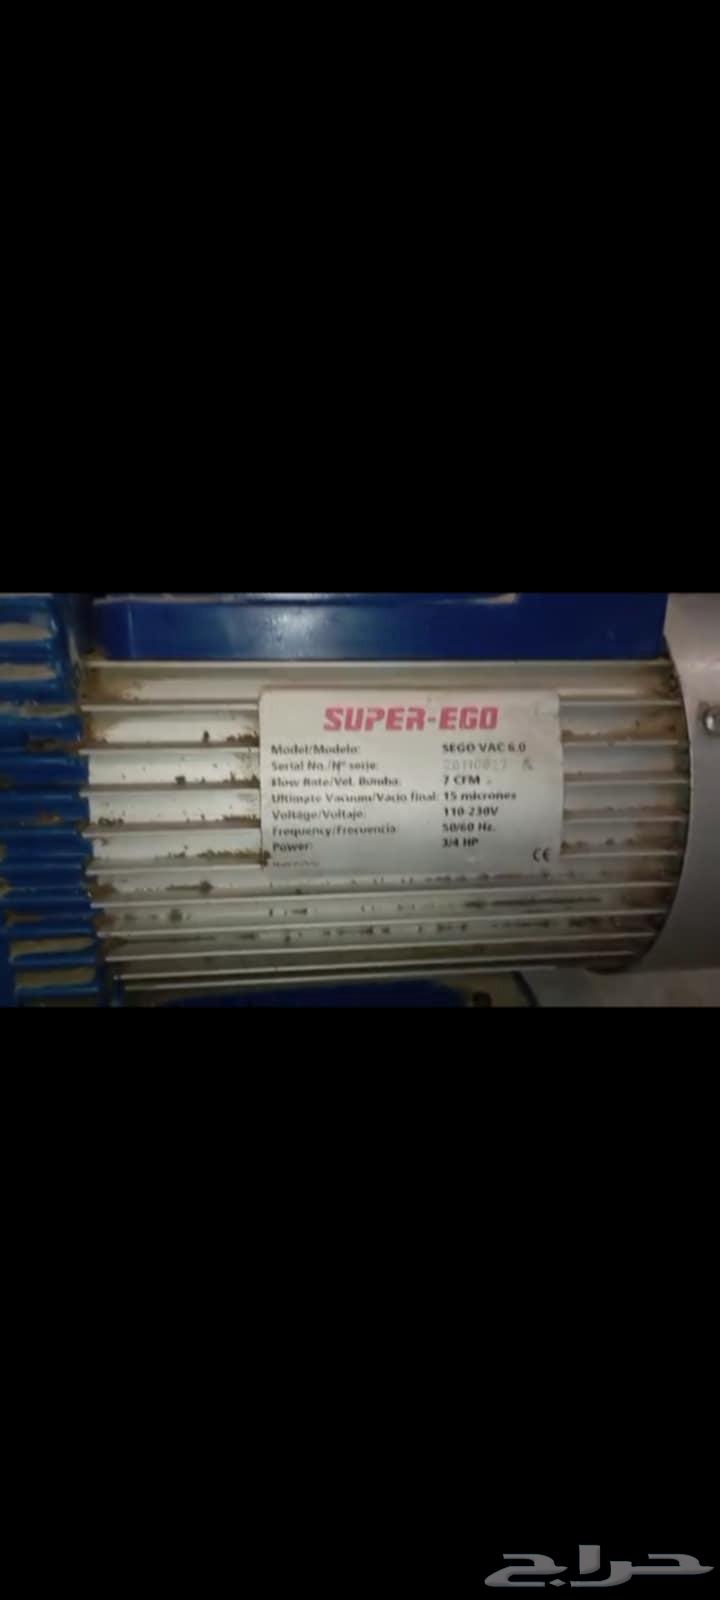 SUPER-EGO
Model/Modelo: SEGO VAC 6.0
Serial No./Nº serie:
Flow Rate/Vel. Bomba: 7 CFM
Ultimate Vacuum/Vacio final: 15 micrones
Voltage/Voltaje: 110-230V
Frequency/Frecuencia 50/60 Hz.
Power: 3/4 HP
CE
حراج